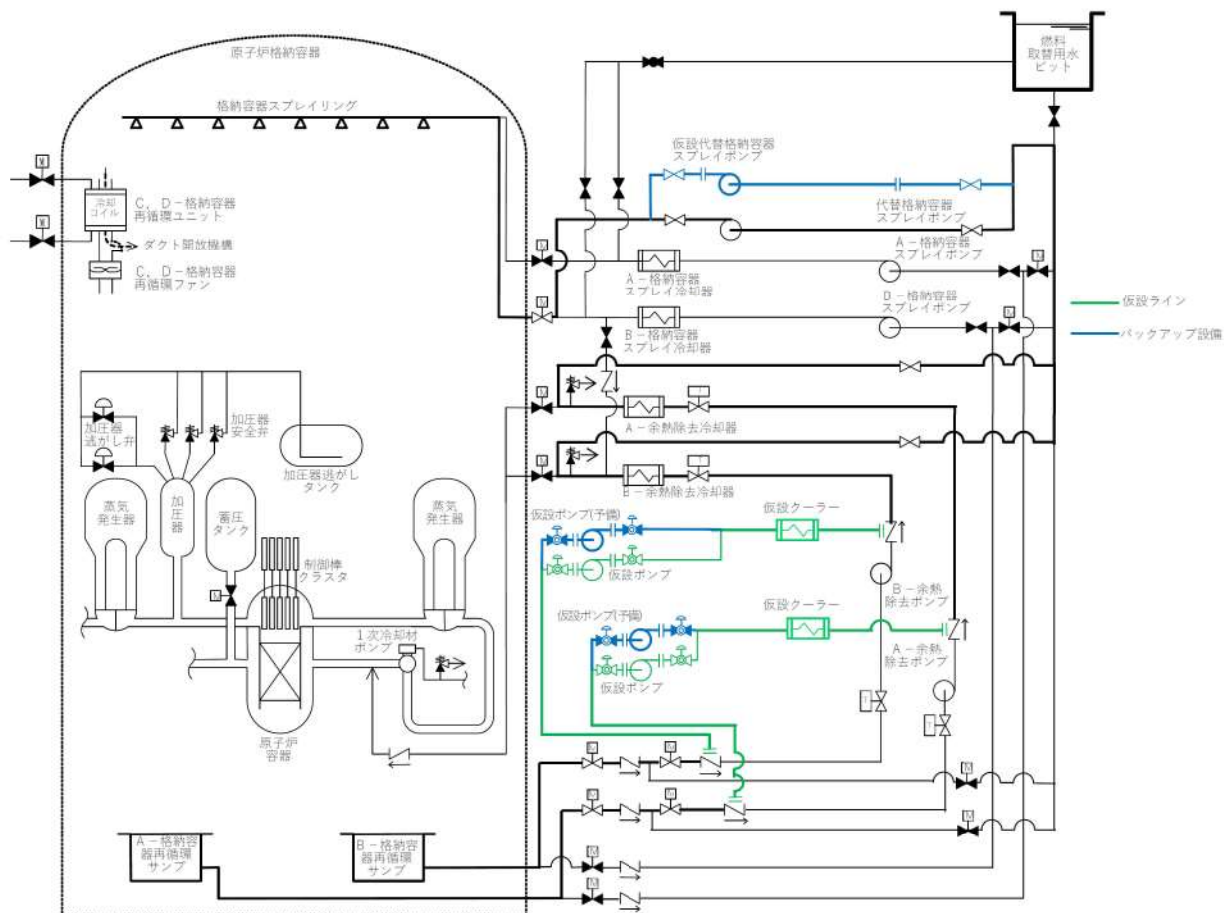 燃料
取替用水
ピット
原子炉格納容器
格納容器スプレイリング
仮設代替格納容器
スプレイポンプ
M
冷却
コイル
C，D－格納容器
再循環ユニット
代替格納容器
スプレイポンプ
M
ダクト開放機構
A－格納容器
スプレイポンプ
C，D－格納容器
再循環ファン
M
M
A－格納容器
スプレイ冷却器
仮設ライン
M
D－格納容器
スプレイポンプ
M
B－格納容器
スプレイ冷却器
バックアップ設備
M
A－余熱除去冷却器
加圧器
逃がし弁
加圧器
安全弁
加圧器逃がし
タンク
M
B－余熱除去冷却器
蒸気
発生器
加
圧
器
蓄圧
タンク
蒸気
発生器
仮設ポンプ(予備)
仮設クーラー
制御棒
クラスタ
仮設ポンプ
B－余熱
除去ポンプ
M
仮設ポンプ(予備)
仮設クーラー
1次冷却材
ポンプ
A－余熱
除去ポンプ
仮設ポンプ
原子炉
容器
M
M
M
M
M
M
A－格納容
器再循環
サンプ
B－格納容
器再循環
サンプ
M
M